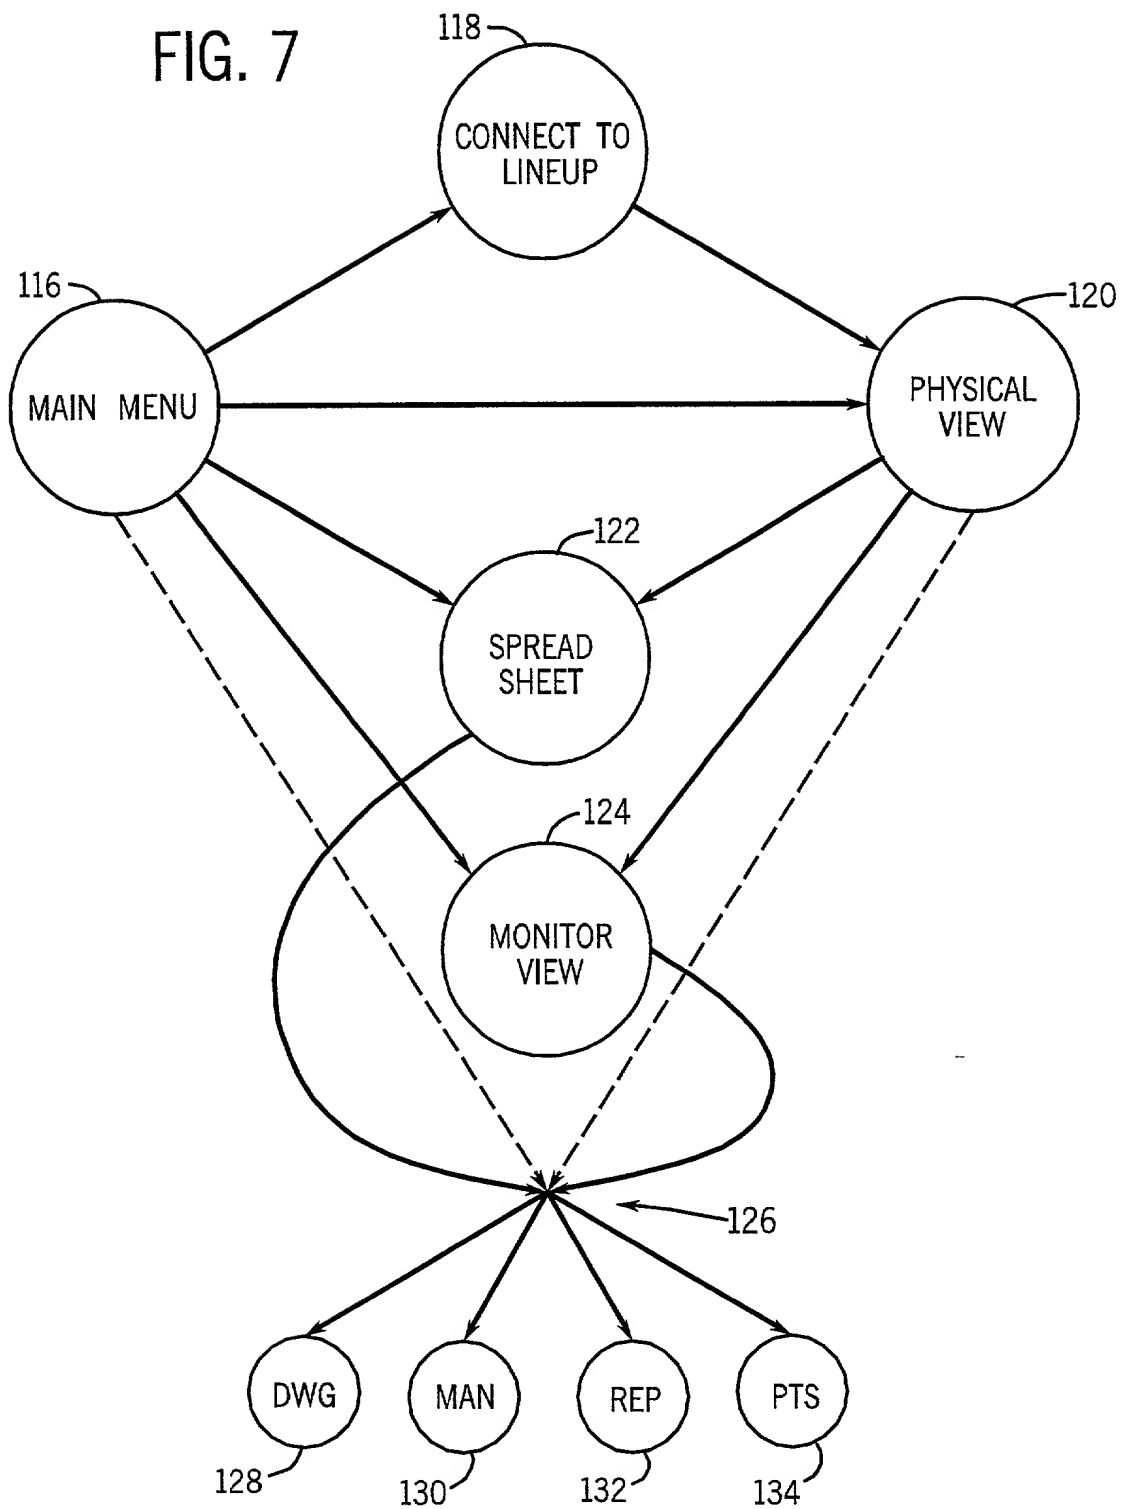 FIG. 7
118
CONNECT TO
LINEUP
116
MAIN MENU
120
PHYSICAL
VIEW
122
SPREAD
SHEET
124
MONITOR
VIEW
126
DWG
MAN
REP
PTS
128
130
132
134